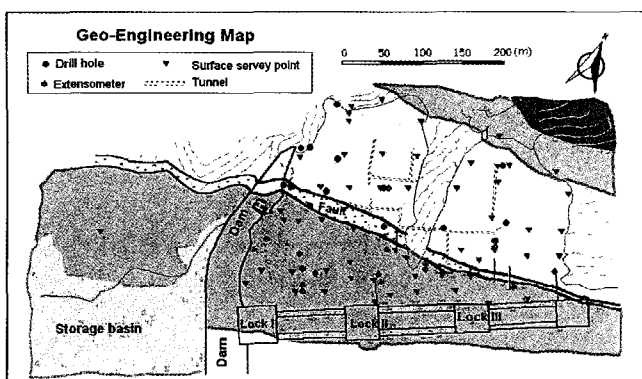 Geo-Engineering Map
Drill hole
Surface servey point
Extensometer
Tunnel
0 50 100 150 200 (m)
Dam
Fault
Storage basin
Lock I
Lock II
Lock III
Dam